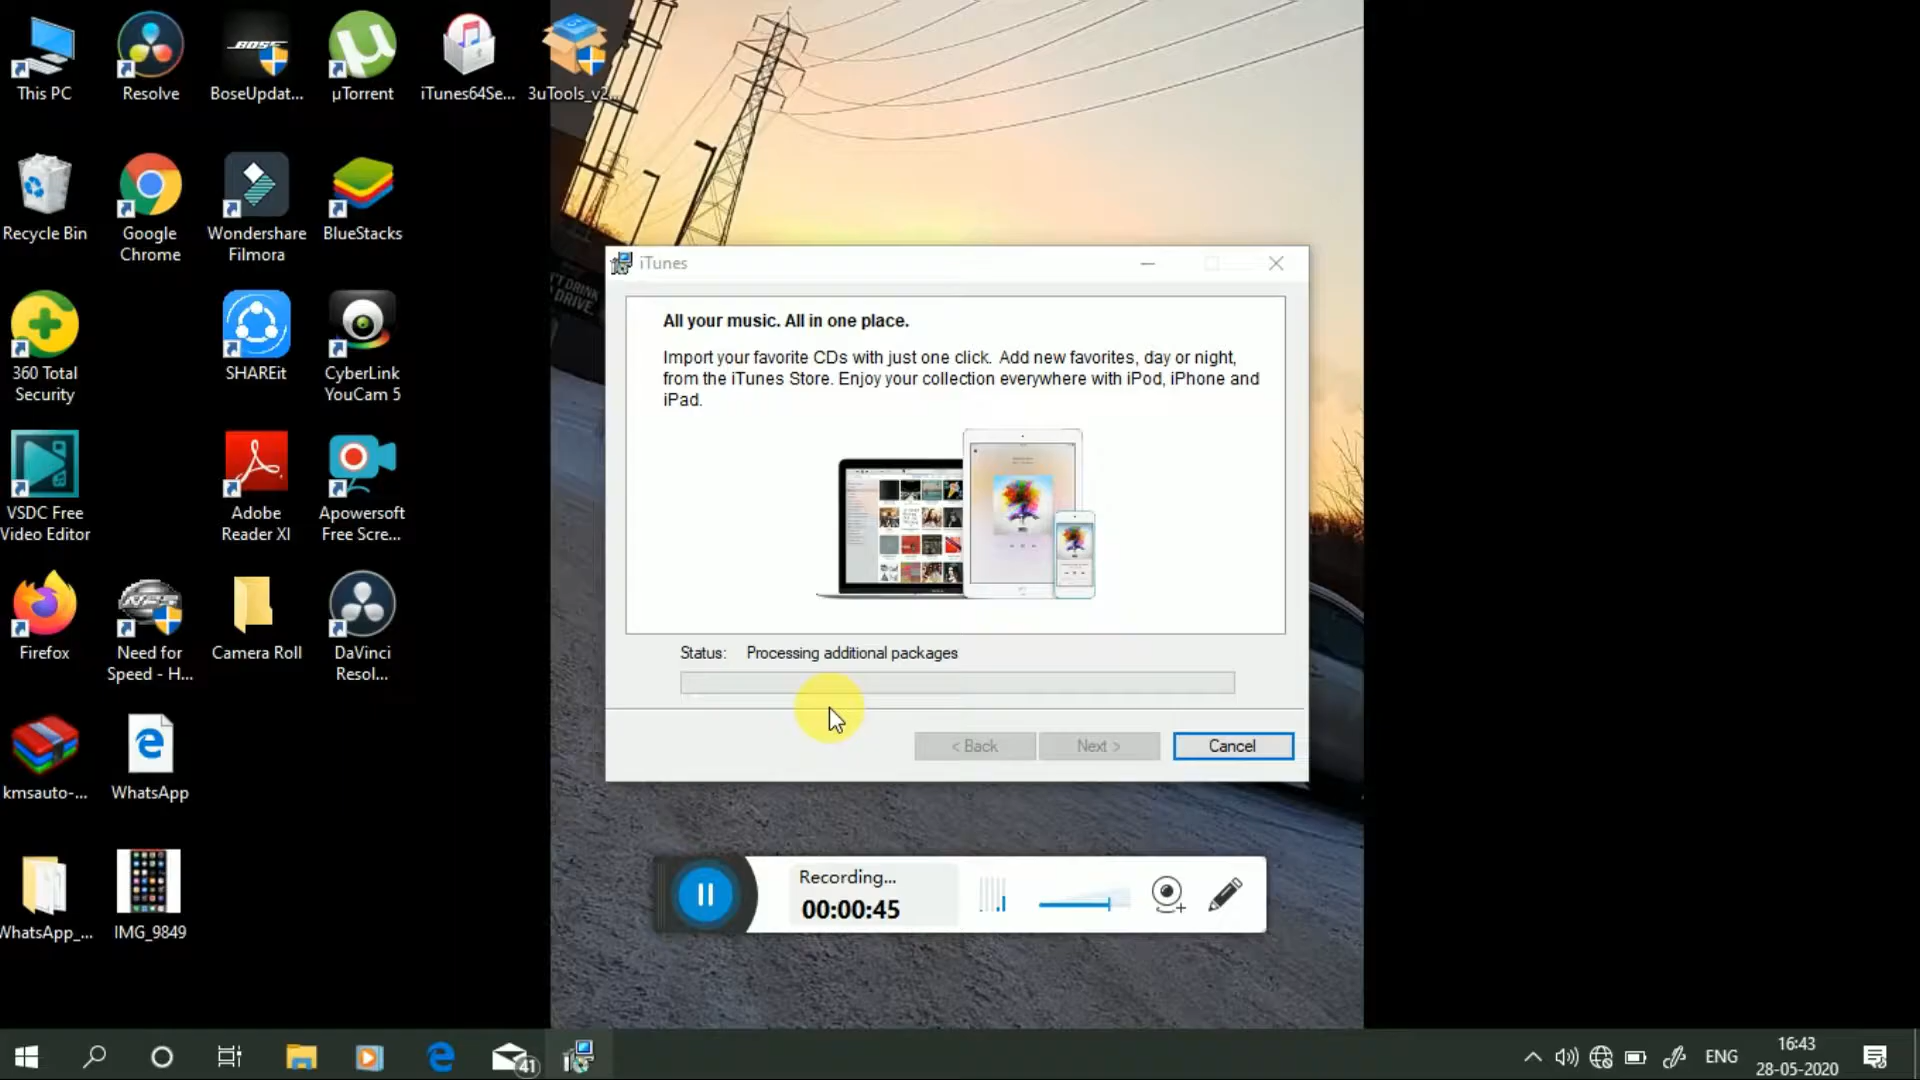 This PC
Resolve
BoseUpdat...
µTorrent
iTunes64Se...
3uTools_v2...
Recycle Bin
Google
Chrome
Wondershare
Filmora
BlueStacks
360 Total
Security
SHAREit
CyberLink
YouCam 5
VSDC Free
Video Editor
Adobe
Reader XI
Apowersoft
Free Scre...
Firefox
Need for
Speed - H...
Camera Roll
DaVinci
Resol...
kmsauto-...
WhatsApp
WhatsApp_...
IMG_9849
BOSE
NFS
'T DRINK
DRIVE.
iTunes
All your music. All in one place.
Import your favorite CDs with just one click. Add new favorites, day or night,
from the iTunes Store. Enjoy your collection everywhere with iPod, iPhone and
iPad.
Status: Processing additional packages
< Back
Next >
Cancel
Recording...
00:00:45
41
ENG
16:43
28-05-2020